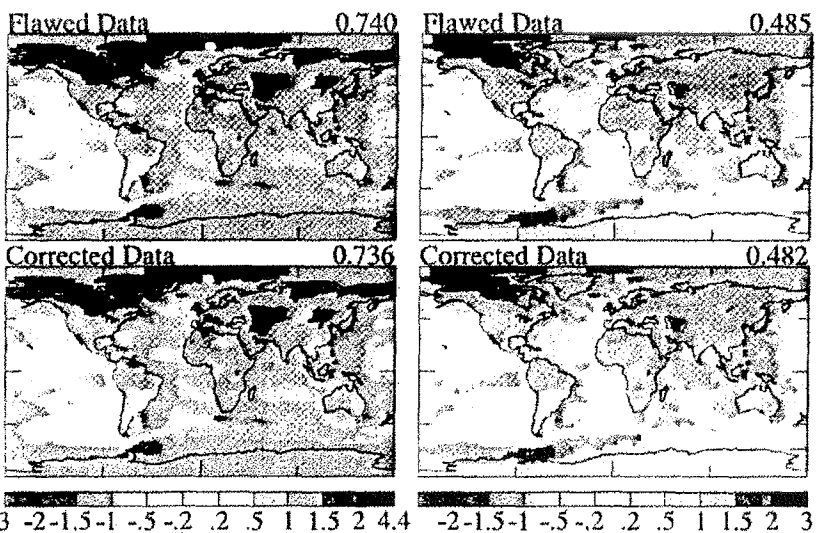 Flawed Data 0.740 Flawed Data 0.485
Corrected Data 0.736 Corrected Data 0.482
3 -2 -1.5 -1 -.5 -.2 .2 .5 1 1.5 2 4.4 -2 -1.5 -1 -.5 -.2 .2 .5 1 1.5 2 3